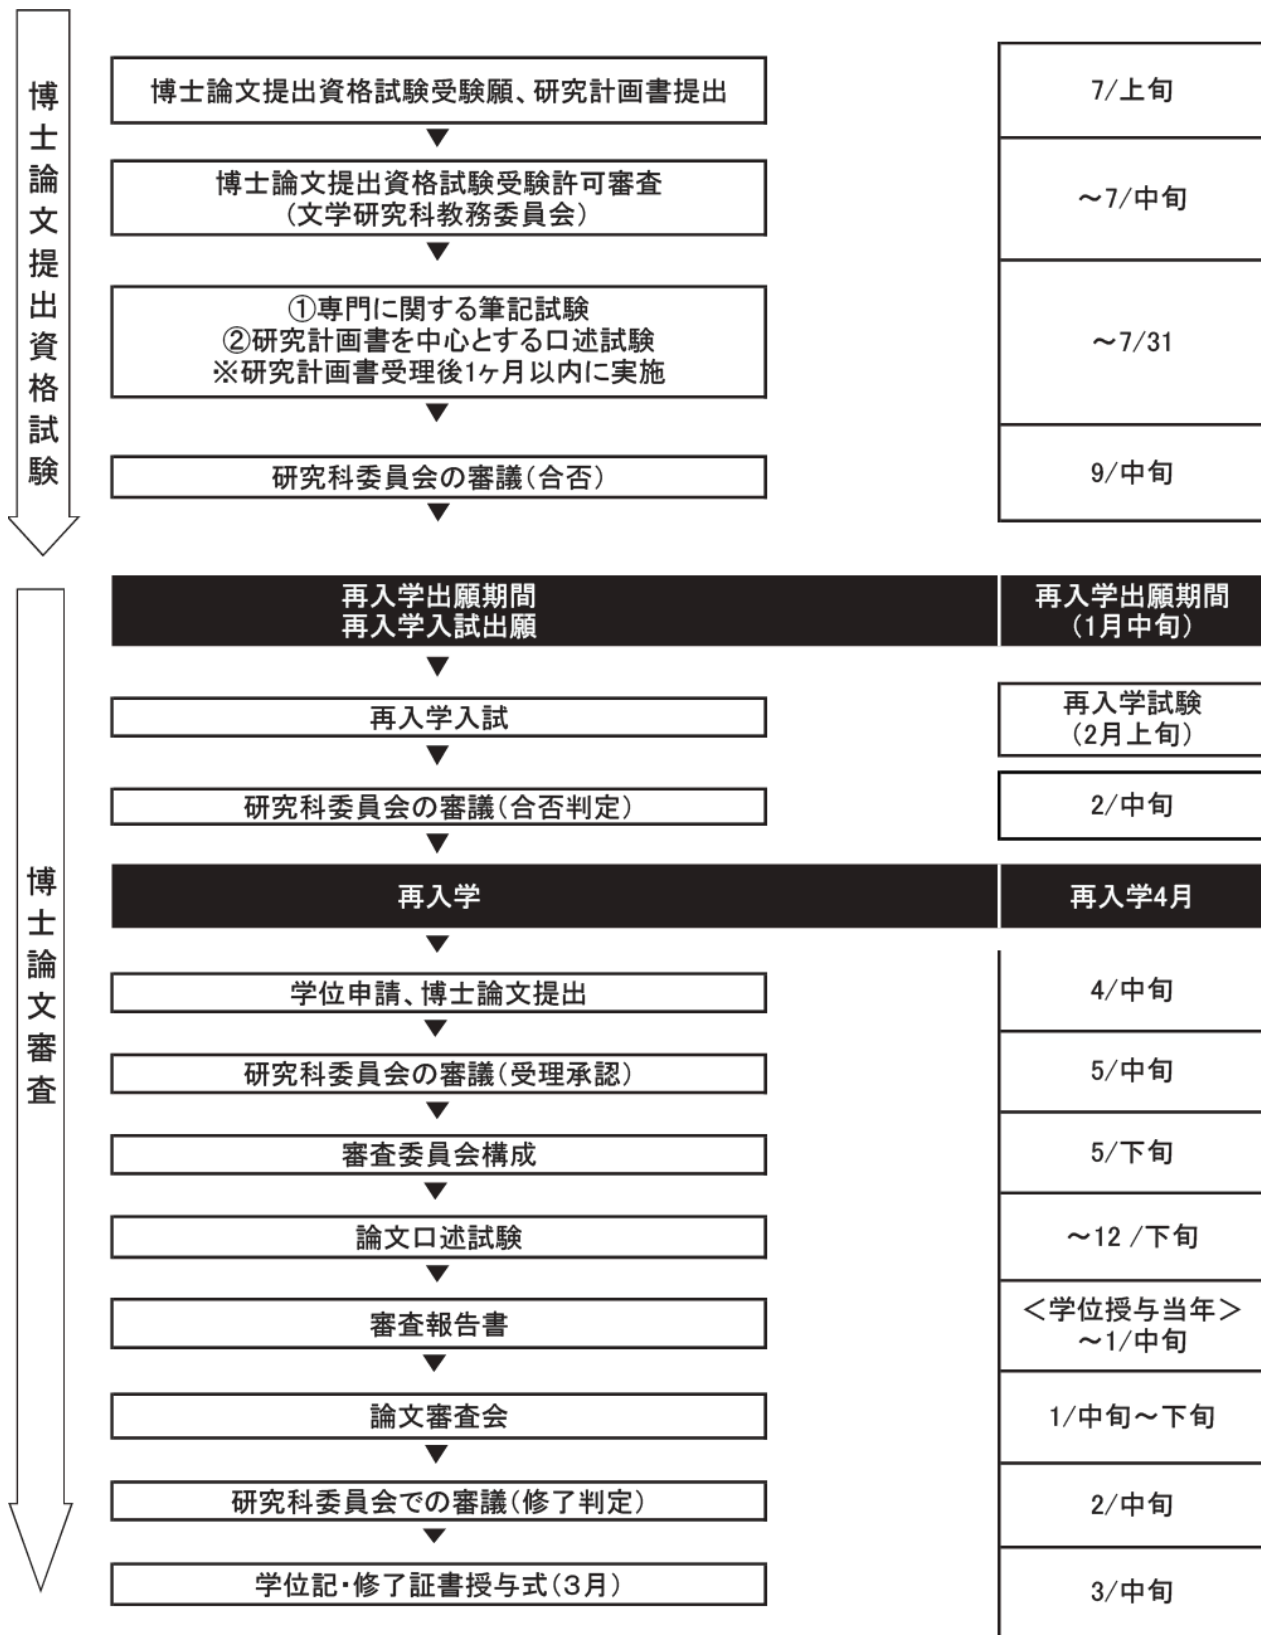 博士論文提出資格試験
博士論文提出資格試験受験願、研究計画書提出
7/上旬
博士論文提出資格試験受験許可審査
(文学研究科教務委員会)
～7/中旬
①専門に関する筆記試験
②研究計画書を中心とする口述試験
※研究計画書受理後1ヶ月以内に実施
～7/31
研究科委員会の審議(合否)
9/中旬
博士論文審査
再入学出願期間
再入学入試出願
再入学出願期間
(1月中旬)
再入学入試
再入学試験
(2月上旬)
研究科委員会の審議(合否判定)
2/中旬
再入学
再入学4月
学位申請、博士論文提出
4/中旬
研究科委員会の審議(受理承認)
5/中旬
審査委員会構成
5/下旬
論文口述試験
～12 /下旬
審査報告書
＜学位授与当年＞
～1/中旬
論文審査会
1/中旬～下旬
研究科委員会での審議(修了判定)
2/中旬
学位記・修了証書授与式(３月)
3/中旬